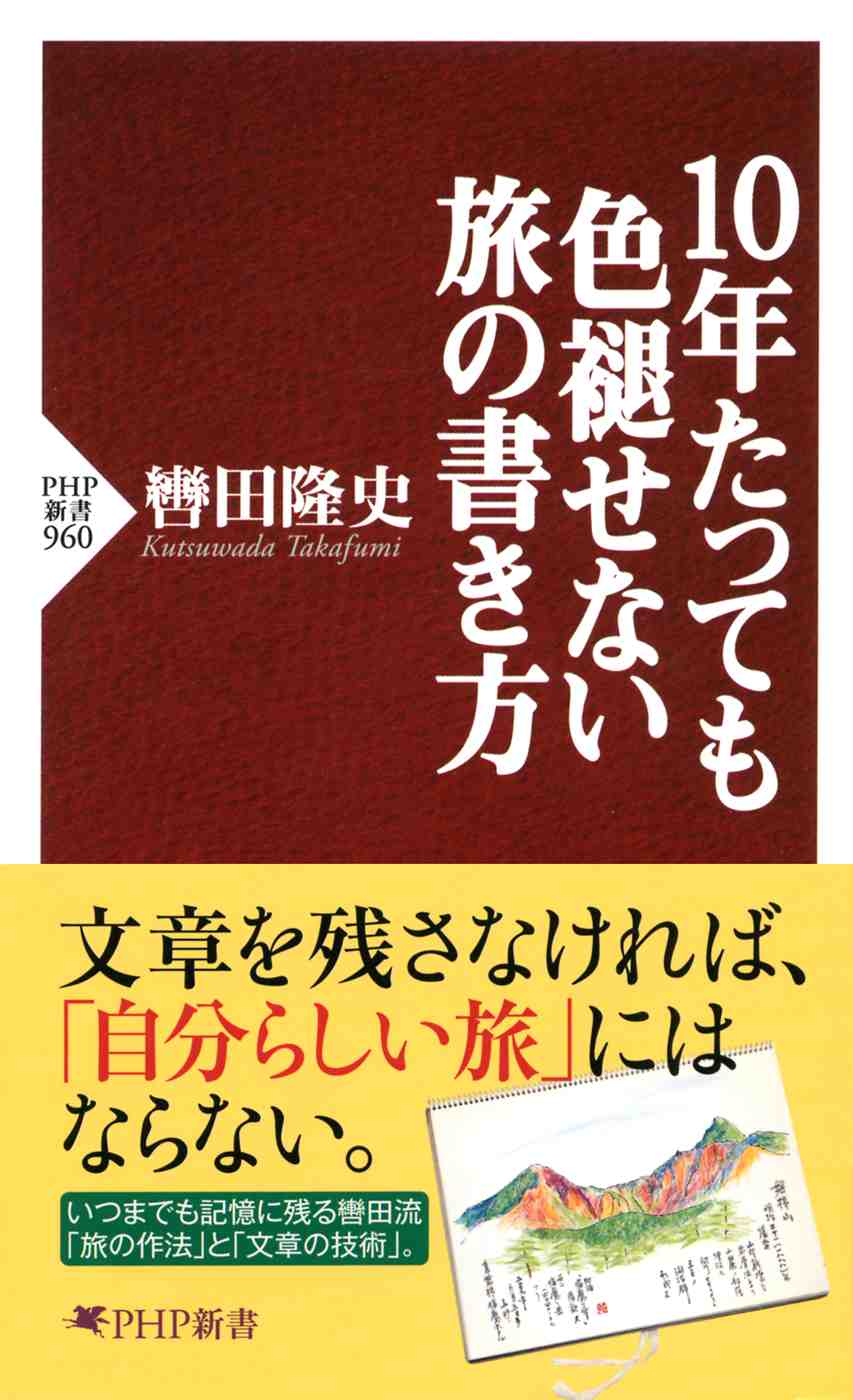 10年たっても
色褪せない
旅の書き方
轡田隆史
Kutsuwada Takafumi
PHP
新書
960
文章を残さなければ、
「自分らしい旅」には
ならない。
いつまでも記憶に残る轡田流
「旅の作法」と「文章の技術」。
PHP新書
磐梯山